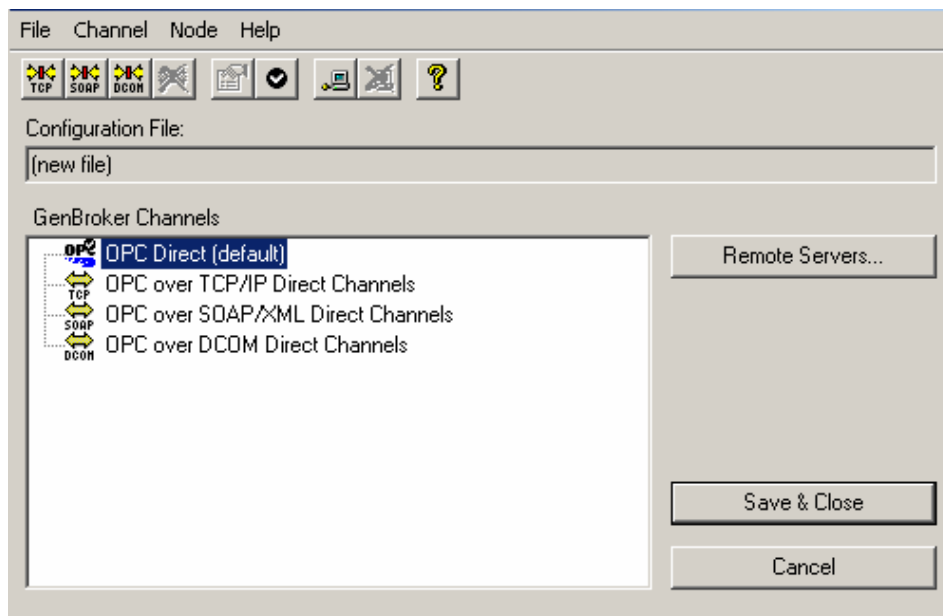 File Channel Node Help
TCP SOAP DCOM
Configuration File:
(new file)
GenBroker Channels
OPC OPC Direct (default)
TCP OPC over TCP/IP Direct Channels
SOAP OPC over SOAP/XML Direct Channels
DCOM OPC over DCOM Direct Channels
Remote Servers...
Save & Close
Cancel